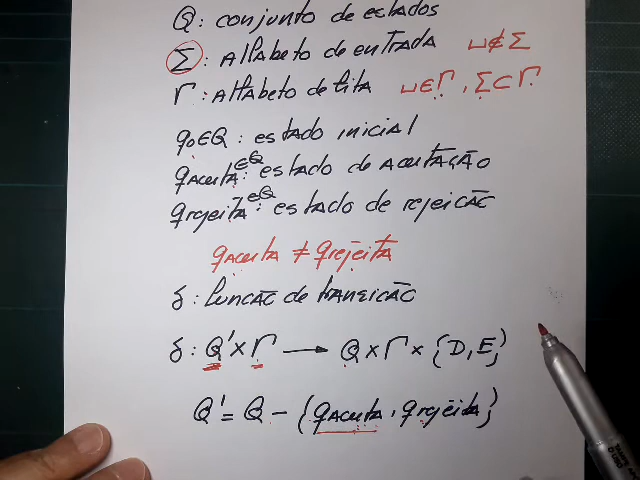 Q: conjunto de estados
Σ: Alfabeto de entrada ⊔∉Σ
Γ: Alfabeto de fita ⊔∈Γ, Σ⊂Γ
q0∈Q: estado inicial
qaceita∈Q: estado de aceitação
qrejeita∈Q: estado de rejeição
qaceita ≠ qrejeita
δ: função de transição
δ: Q' × Γ → Q × Γ × {D, E}
Q' = Q - {qaceita, qrejeita}